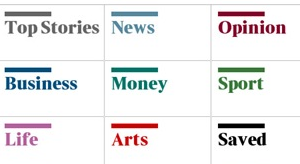 Top Stories News Opinion
Business Money Sport
Life Arts Saved